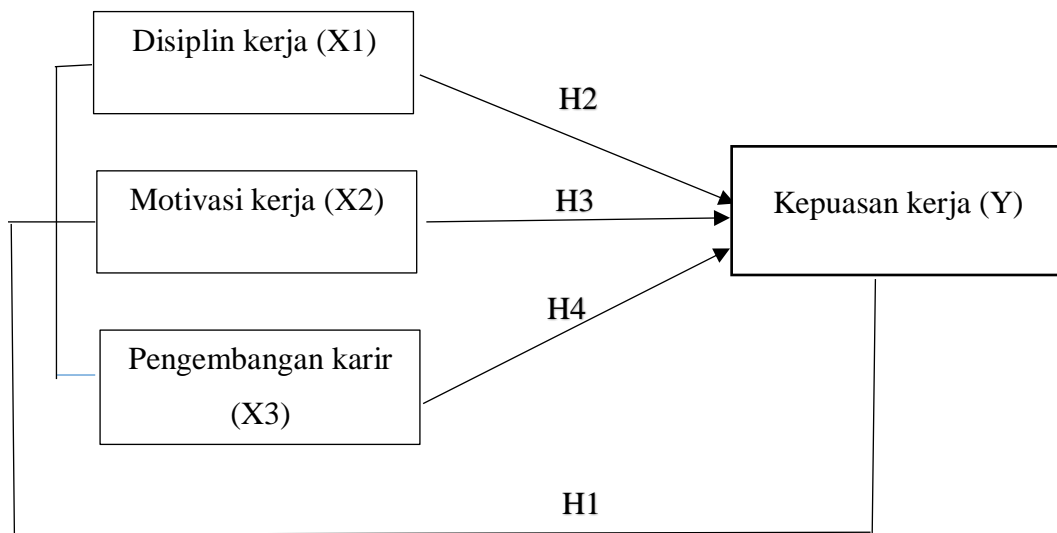 Disiplin kerja (X1)
H2
Motivasi kerja (X2)
H3
Kepuasan kerja (Y)
H4
Pengembangan karir
(X3)
H1